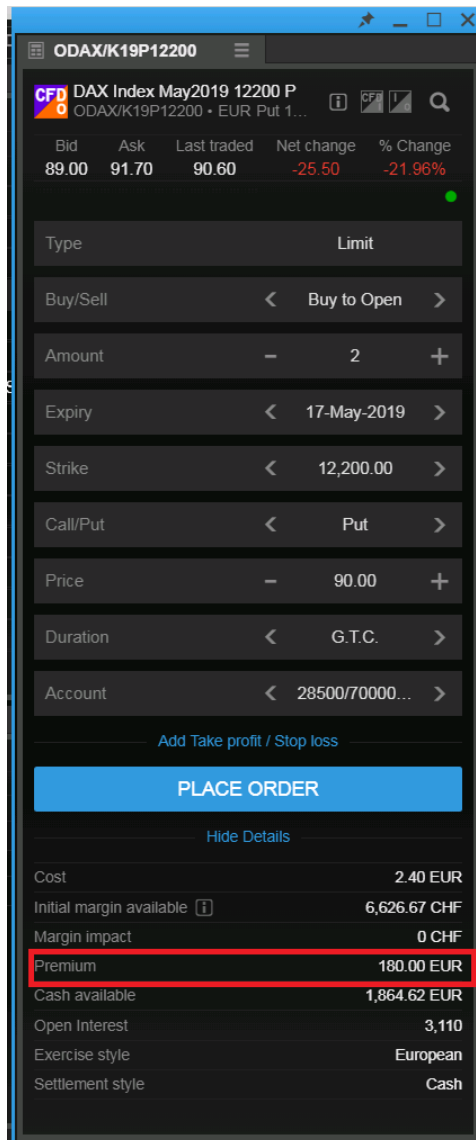 ODAX/K19P12200
CFD O DAX Index May2019 12200 P
ODAX/K19P12200 • EUR Put 1...
Bid Ask Last traded Net change % Change
89.00 91.70 90.60 -25.50 -21.96%
Type Limit
Buy/Sell Buy to Open
Amount − 2 +
Expiry 17-May-2019
Strike 12,200.00
Call/Put Put
Price − 90.00 +
Duration G.T.C.
Account 28500/70000...
Add Take profit / Stop loss
PLACE ORDER
Hide Details
Cost 2.40 EUR
Initial margin available i 6,626.67 CHF
Margin impact 0 CHF
Premium 180.00 EUR
Cash available 1,864.62 EUR
Open Interest 3,110
Exercise style European
Settlement style Cash